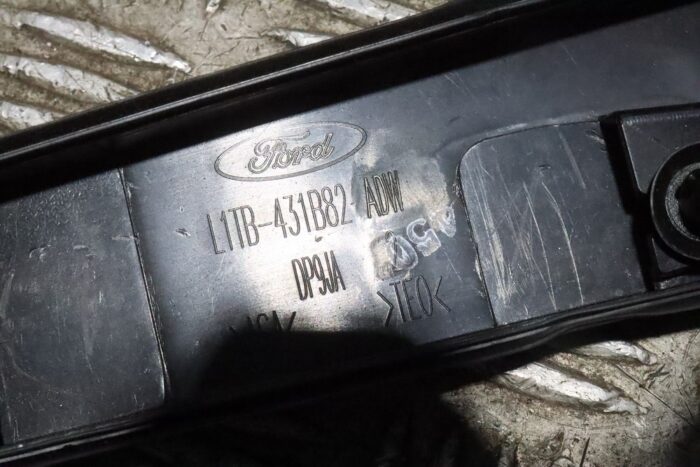 Ford
L1TB-431B82 ADW
DP9JA
>TEO<